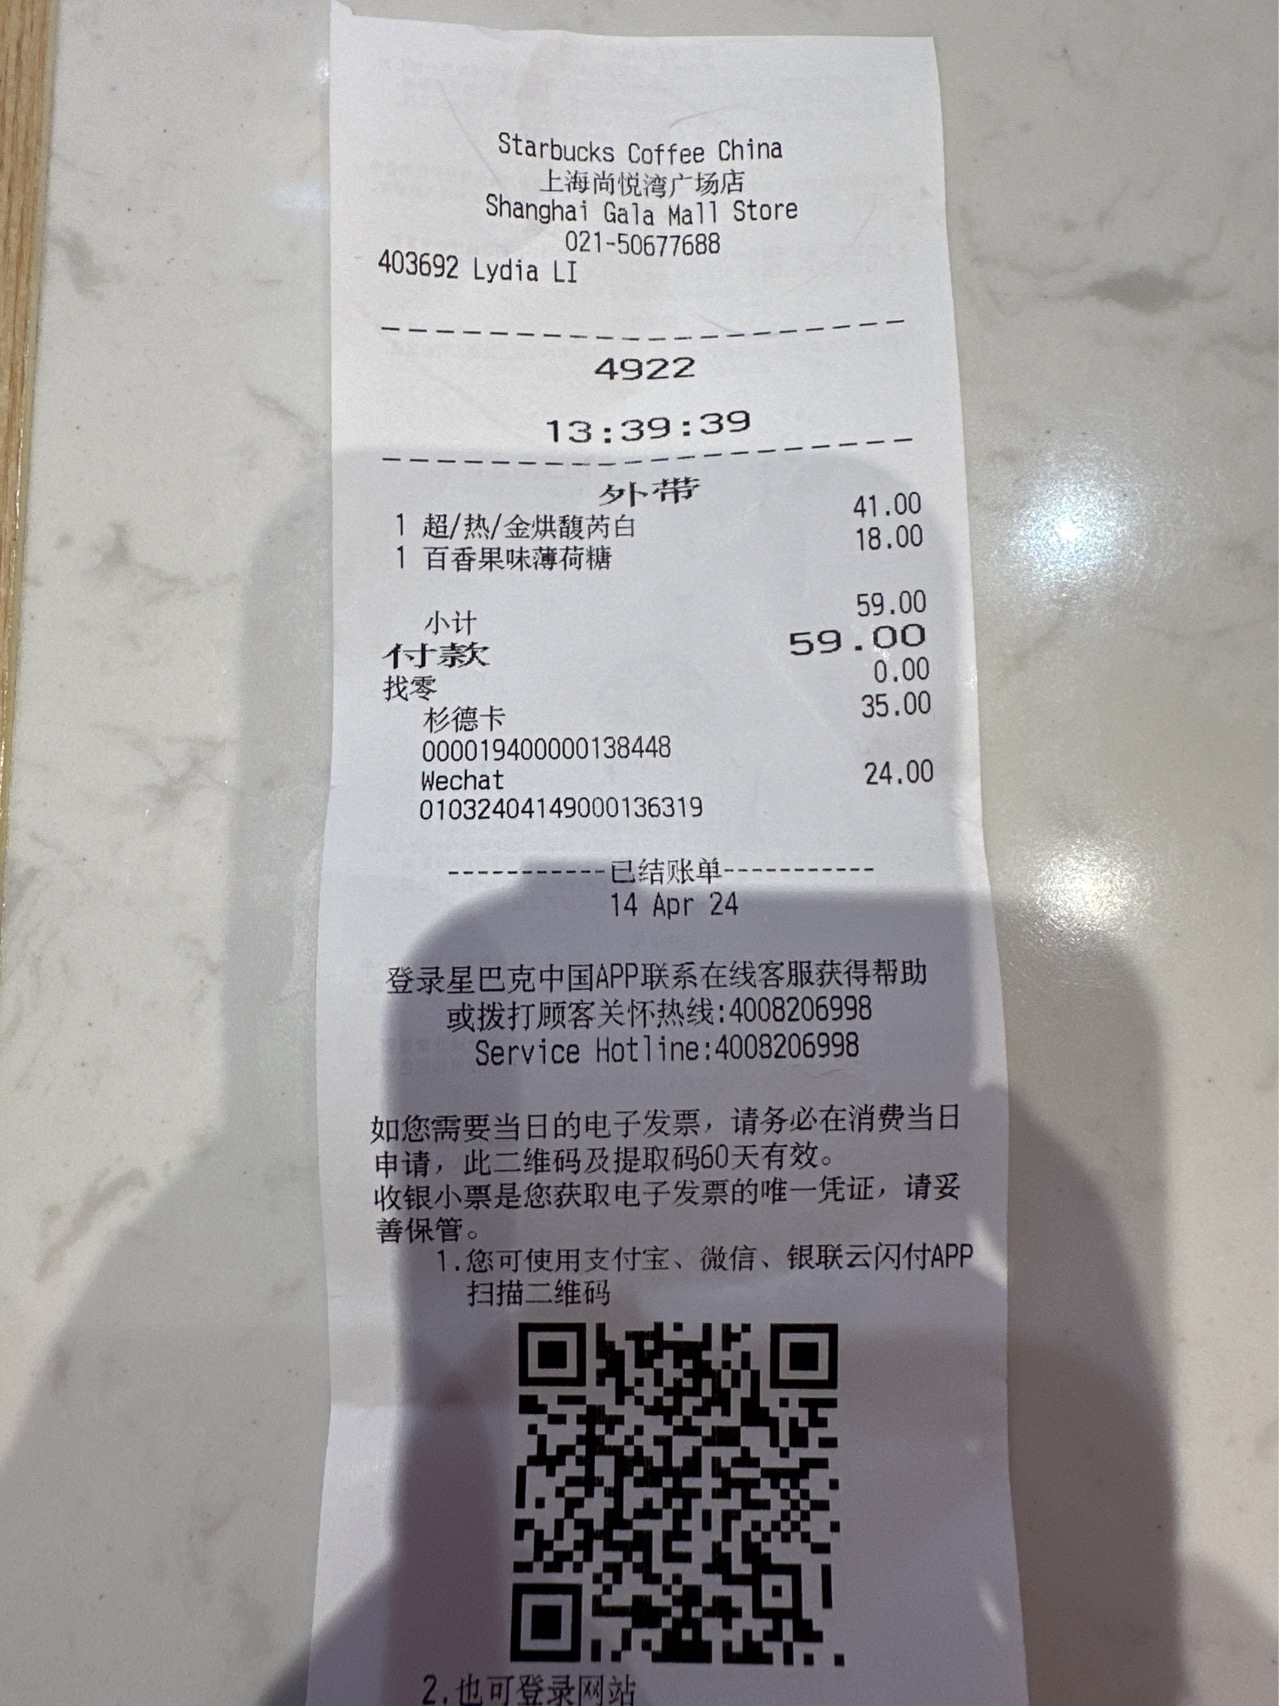 Starbucks Coffee China
上海尚悦湾广场店
Shanghai Gala Mall Store
021-50677688
403692 Lydia LI
4922
13:39:39
外带
1 超/热/金烘馥芮白 41.00
1 百香果味薄荷糖 18.00
小计 59.00
付款 59.00
找零 0.00
杉德卡 35.00
000019400000138448
Wechat 24.00
01032404149000136319
-----------已结账单-----------
14 Apr 24
登录星巴克中国APP联系在线客服获得帮助
或拨打顾客关怀热线:4008206998
Service Hotline:4008206998
如您需要当日的电子发票，请务必在消费当日
申请，此二维码及提取码60天有效。
收银小票是您获取电子发票的唯一凭证，请妥
善保管。
1.您可使用支付宝、微信、银联云闪付APP
扫描二维码
2.也可登录网站